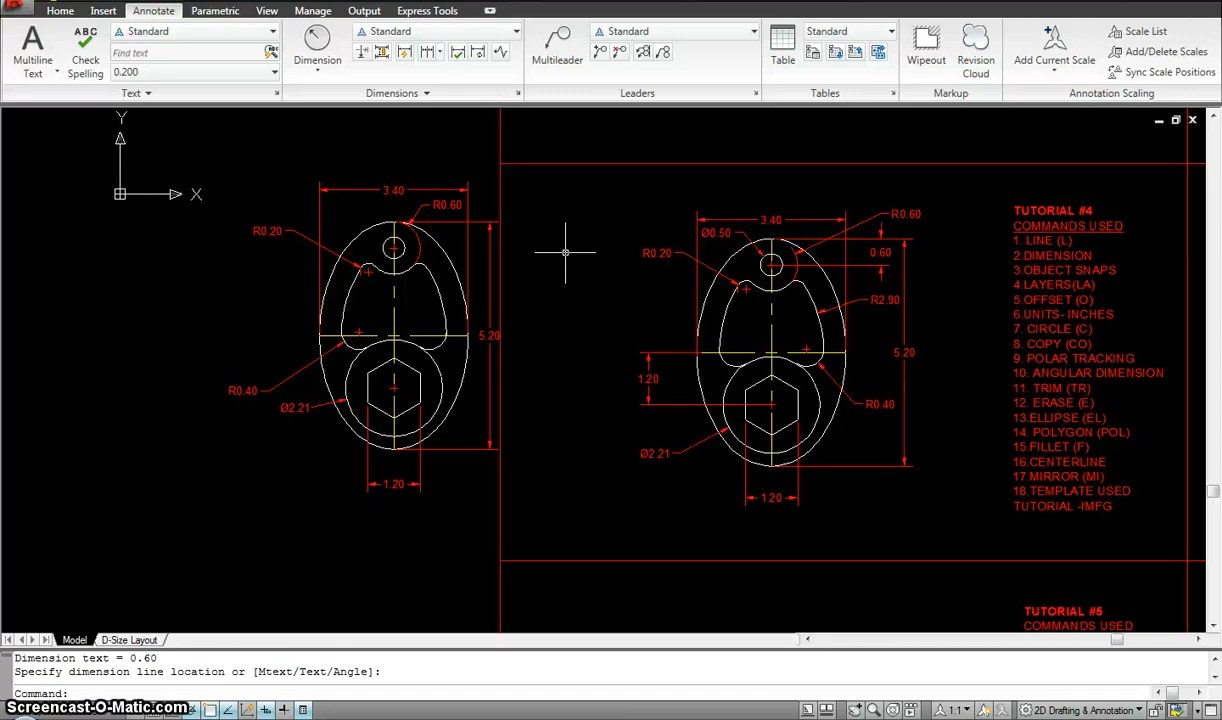 Home Insert Annotate Parametric View Manage Output Express Tools
Multiline Text
ABC
Check Spelling
Standard
Find text
0.200
Text
Dimension
Standard
Dimensions
Multileader
Standard
Leaders
Table
Standard
Tables
Wipeout
Revision Cloud
Markup
Add Current Scale
Scale List
Add/Delete Scales
Sync Scale Positions
Annotation Scaling
Y
X
3.40
R0.60
R0.20
5.20
R0.40
Ø2.21
1.20
3.40
R0.60
Ø0.50
0.60
R0.20
R2.90
5.20
1.20
R0.40
Ø2.21
1.20
TUTORIAL #4
COMMANDS USED
1. LINE (L)
2.DIMENSION
3.OBJECT SNAPS
4.LAYERS(LA)
5.OFFSET (O)
6.UNITS- INCHES
7. CIRCLE (C)
8. COPY (CO)
9. POLAR TRACKING
10. ANGULAR DIMENSION
11. TRIM (TR)
12. ERASE (E)
13.ELLIPSE (EL)
14. POLYGON (POL)
15.FILLET (F)
16.CENTERLINE
17.MIRROR (MI)
18.TEMPLATE USED
TUTORIAL -IMFG
TUTORIAL #5
COMMANDS USED
Model D-Size Layout
Dimension text = 0.60
Specify dimension line location or [Mtext/Text/Angle]:
Command:
Screencast-O-Matic.com
1:1
2D Drafting & Annotation